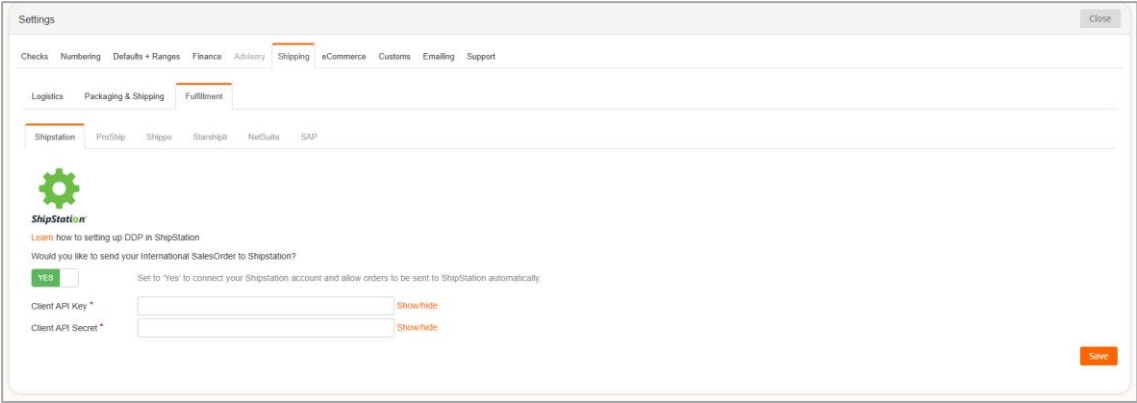 Settings
Close
Checks Numbering Defaults + Ranges Finance Advisory Shipping eCommerce Customs Emailing Support
Logistics Packaging & Shipping Fulfillment
Shipstation ProShip Shippo Starshipit NetSuite SAP
ShipStation
Learn how to setting up DDP in ShipStation
Would you like to send your International SalesOrder to Shipstation?
YES Set to 'Yes' to connect your Shipstation account and allow orders to be sent to ShipStation automatically.
Client API Key * Show/hide
Client API Secret * Show/hide
Save